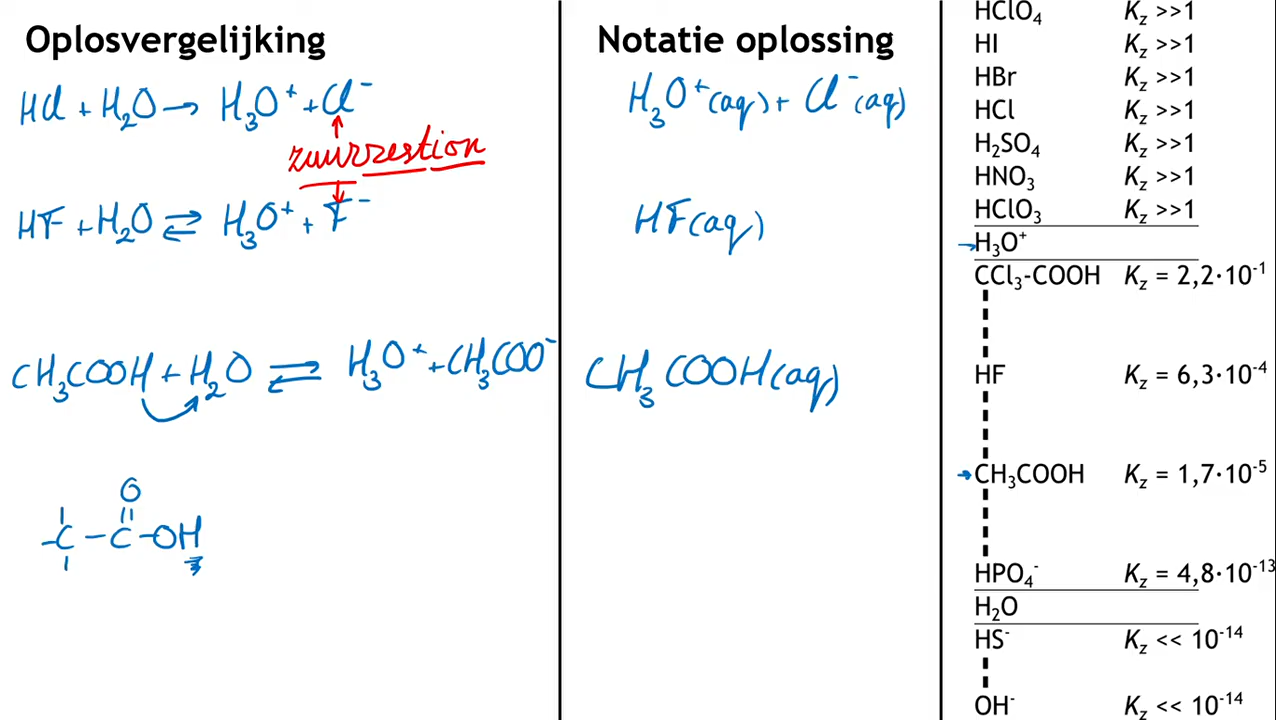 Oplosvergelijking
HCl + H₂O → H₃O⁺ + Cl⁻
zuurrestion
HF + H₂O ⇄ H₃O⁺ + F⁻
CH₃COOH + H₂O ⇄ H₃O⁺ + CH₃COO⁻
O
-C-C-OH
Notatie oplossing
H₃O⁺(aq) + Cl⁻(aq)
HF(aq)
CH₃COOH(aq)
HClO₄ Kz >>1
HI Kz >>1
HBr Kz >>1
HCl Kz >>1
H₂SO₄ Kz >>1
HNO₃ Kz >>1
HClO₃ Kz >>1
H₃O⁺
CCl₃-COOH Kz = 2,2·10⁻¹
HF Kz = 6,3·10⁻⁴
CH₃COOH Kz = 1,7·10⁻⁵
HPO₄⁻ Kz = 4,8·10⁻¹³
H₂O
HS⁻ Kz << 10⁻¹⁴
OH⁻ Kz << 10⁻¹⁴